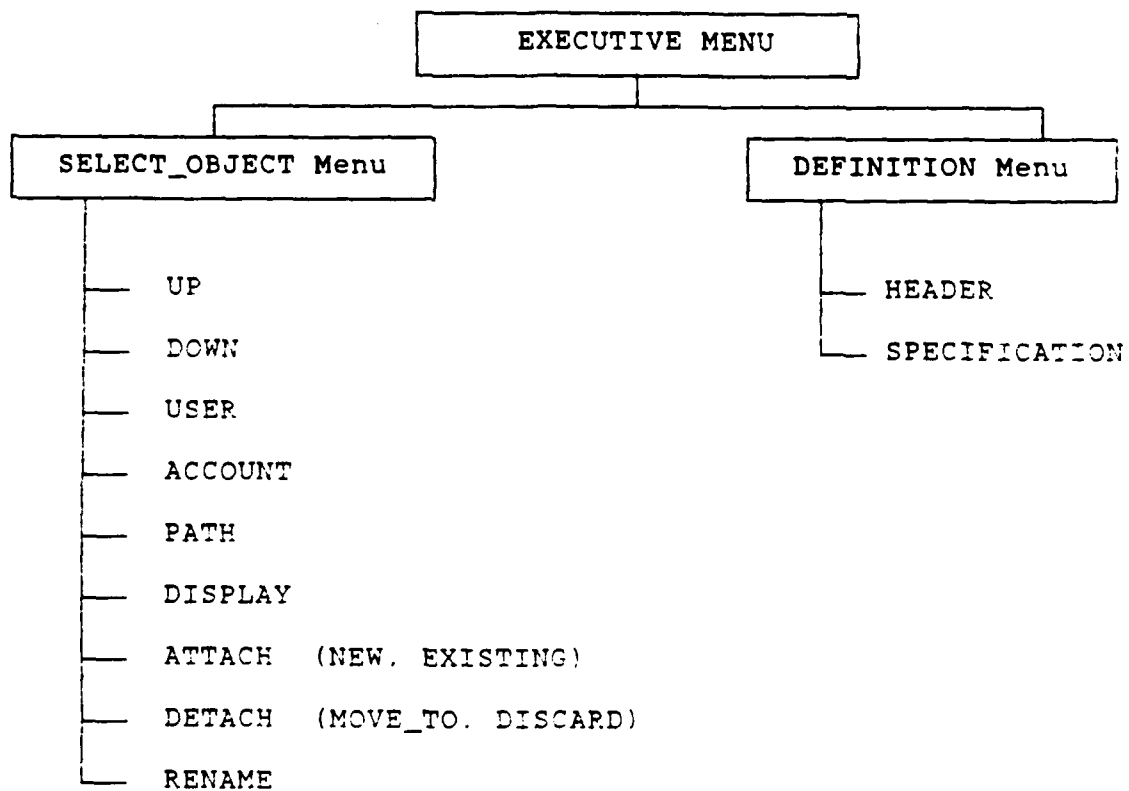 EXECUTIVE MENU
SELECT_OBJECT Menu
DEFINITION Menu
UP
DOWN
USER
ACCOUNT
PATH
DISPLAY
ATTACH (NEW, EXISTING)
DETACH (MOVE_TO, DISCARD)
RENAME
HEADER
SPECIFICATION